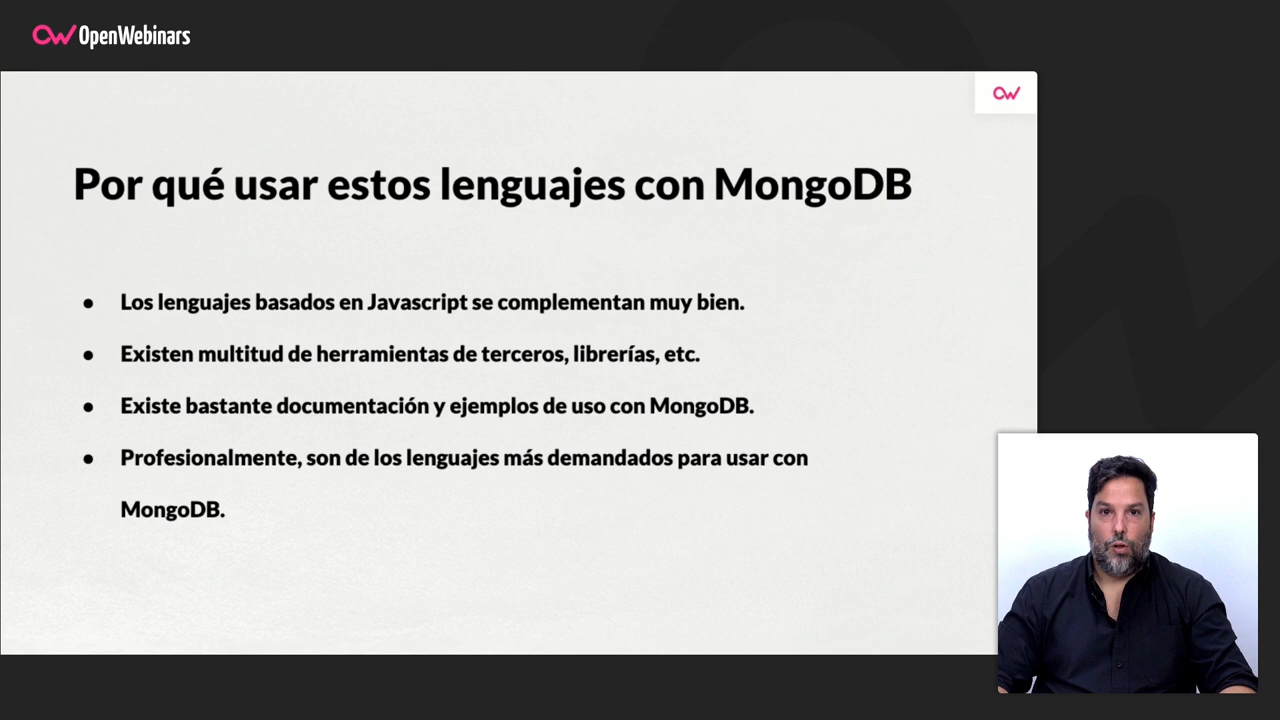 OpenWebinars
Por qué usar estos lenguajes con MongoDB
● Los lenguajes basados en Javascript se complementan muy bien.
● Existen multitud de herramientas de terceros, librerías, etc.
● Existe bastante documentación y ejemplos de uso con MongoDB.
● Profesionalmente, son de los lenguajes más demandados para usar con
MongoDB.